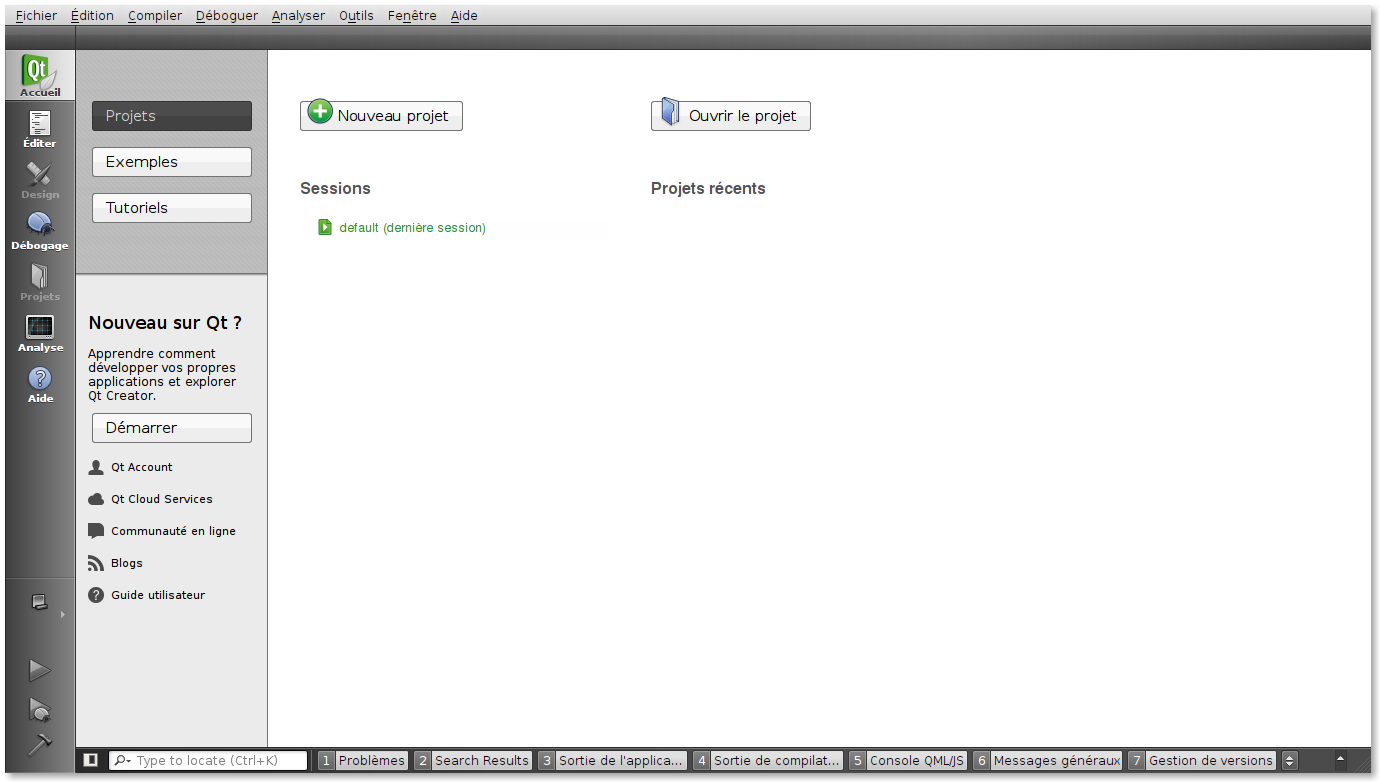 Fichier Édition Compiler Déboguer Analyser Outils Fenêtre Aide
Qt
Accueil
Éditer
Design
Débogage
Projets
Analyse
Aide
Projets
Exemples
Tutoriels
Nouveau sur Qt ?
Apprendre comment
développer vos propres
applications et explorer
Qt Creator.
Démarrer
Qt Account
Qt Cloud Services
Communauté en ligne
Blogs
Guide utilisateur
Nouveau projet
Ouvrir le projet
Sessions
Projets récents
default (dernière session)
Type to locate (Ctrl+K) 1 Problèmes 2 Search Results 3 Sortie de l'applica... 4 Sortie de compilat... 5 Console QML/JS 6 Messages généraux 7 Gestion de versions